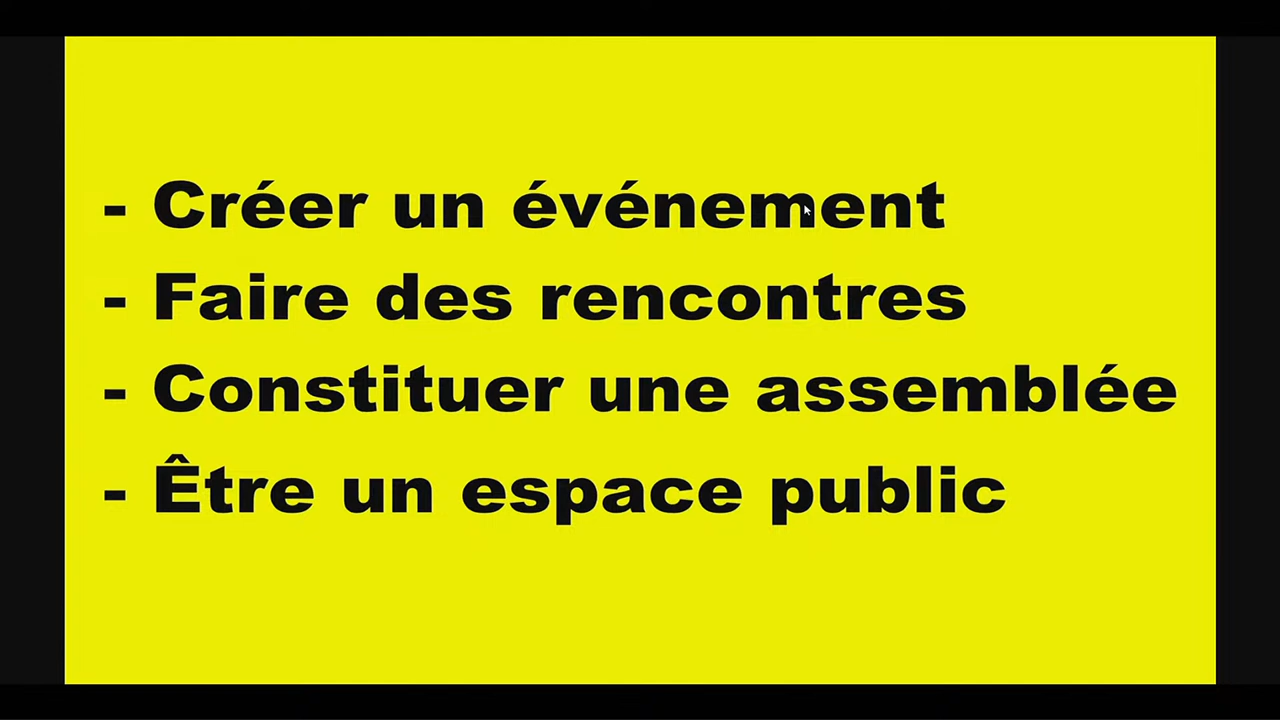 - Créer un événement
- Faire des rencontres
- Constituer une assemblée
- Être un espace public